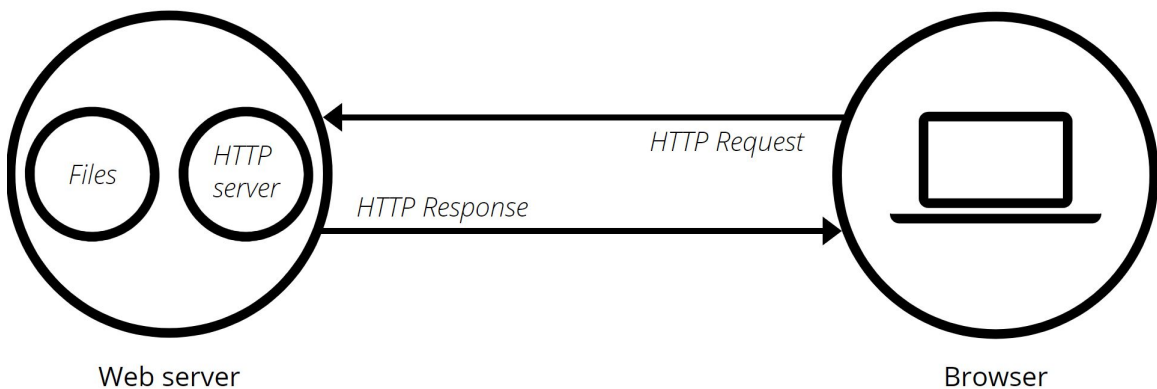 Files
HTTP
server
HTTP Request
HTTP Response
Web server
Browser